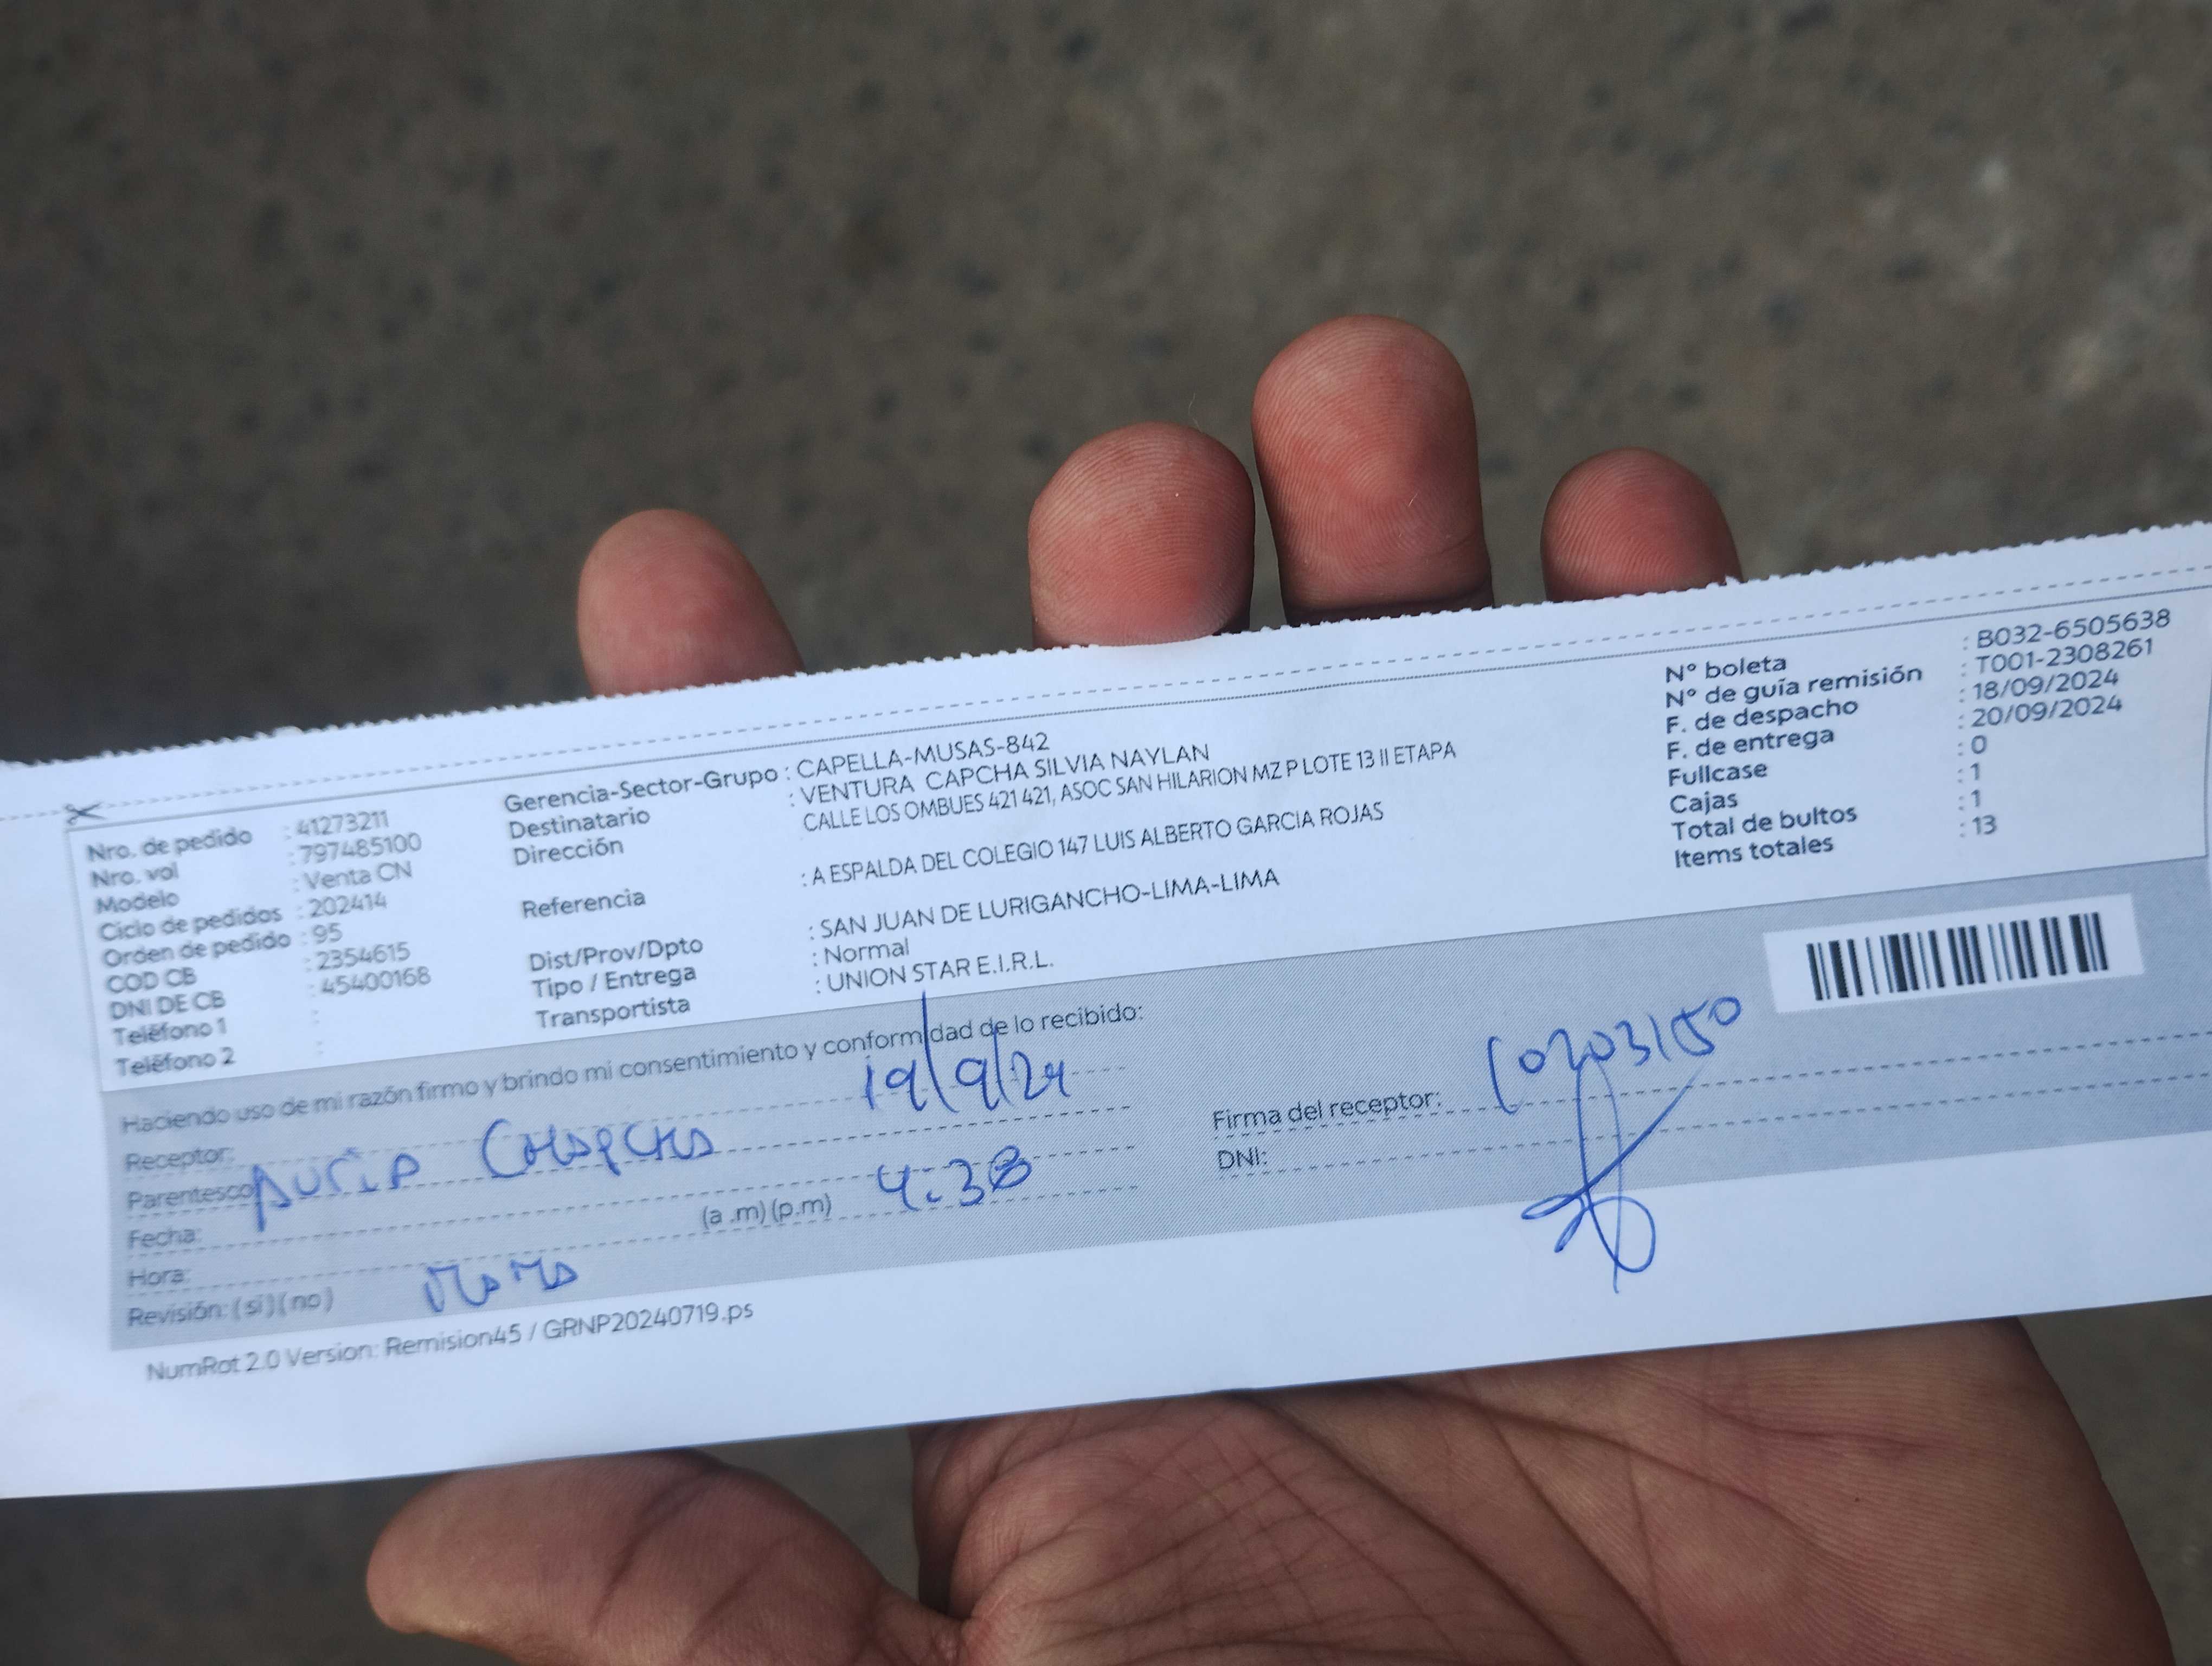 Nro. de pedido : 41273211
Nro. vol : 797485100
Modelo : Venta CN
Ciclo de pedidos : 202414
Orden de pedido : 95
COD CB : 2354615
DNI DE CB : 45400168
Teléfono 1 :
Teléfono 2 :
Gerencia-Sector-Grupo : CAPELLA-MUSAS-842
Destinatario : VENTURA CAPCHA SILVIA NAYLAN
Dirección CALLE LOS OMBUES 421 421, ASOC SAN HILARION MZ P LOTE 13 II ETAPA
Referencia : A ESPALDA DEL COLEGIO 147 LUIS ALBERTO GARCIA ROJAS
Dist/Prov/Dpto : SAN JUAN DE LURIGANCHO-LIMA-LIMA
Tipo / Entrega : Normal
Transportista : UNION STAR E.I.R.L.
N° boleta : B032-6505638
N° de guía remisión : T001-2308261
F. de despacho : 18/09/2024
F. de entrega : 20/09/2024
Fullcase : 0
Cajas : 1
Total de bultos : 1
Items totales : 13
Haciendo uso de mi razón firmo y brindo mi consentimiento y conformidad de lo recibido:
Receptor: 19/9/24
Parentesco
Fecha:
Hora: (a .m) (p.m) 4:38
Revisión: ( si ) ( no )
Firma del receptor:
DNI:
NumRot 2.0 Version: Remision45 / GRNP20240719.ps